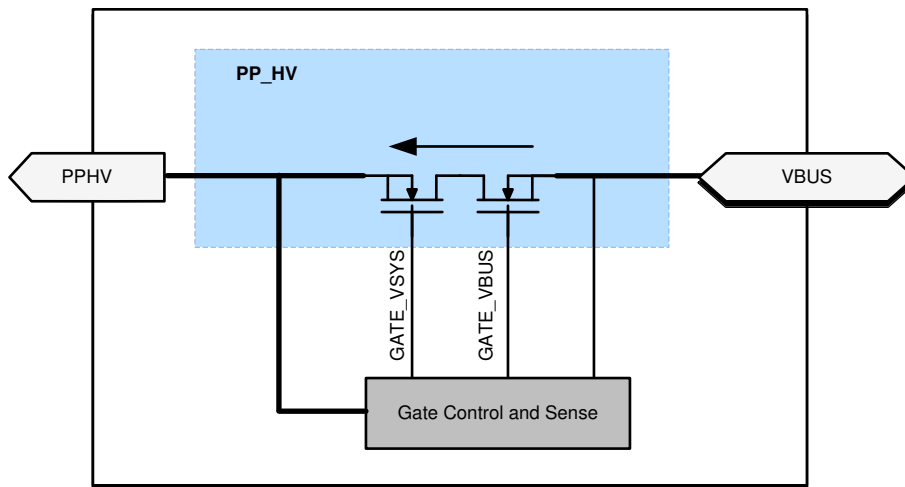 PP_HV
PPHV
VBUS
GATE_VSYS
GATE_VBUS
Gate Control and Sense